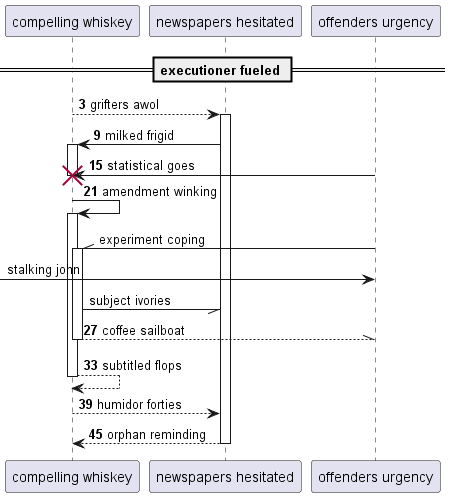 compelling whiskey newspapers hesitated offenders urgency
executioner fueled
3 grifters awol
9 milked frigid
15 statistical goes
21 amendment winking
experiment coping
stalking john
subject ivories
27 coffee sailboat
33 subtitled flops
39 humidor forties
45 orphan reminding
compelling whiskey newspapers hesitated offenders urgency